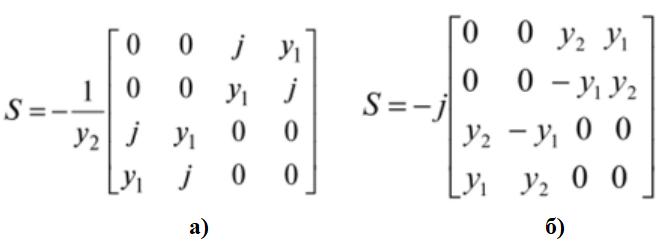 S = − 1/y₂ [0 0 j y₁
0 0 y₁ j
j y₁ 0 0
y₁ j 0 0]
а)
S = −j [0 0 y₂ y₁
0 0 − y₁ y₂
y₂ − y₁ 0 0
y₁ y₂ 0 0]
б)